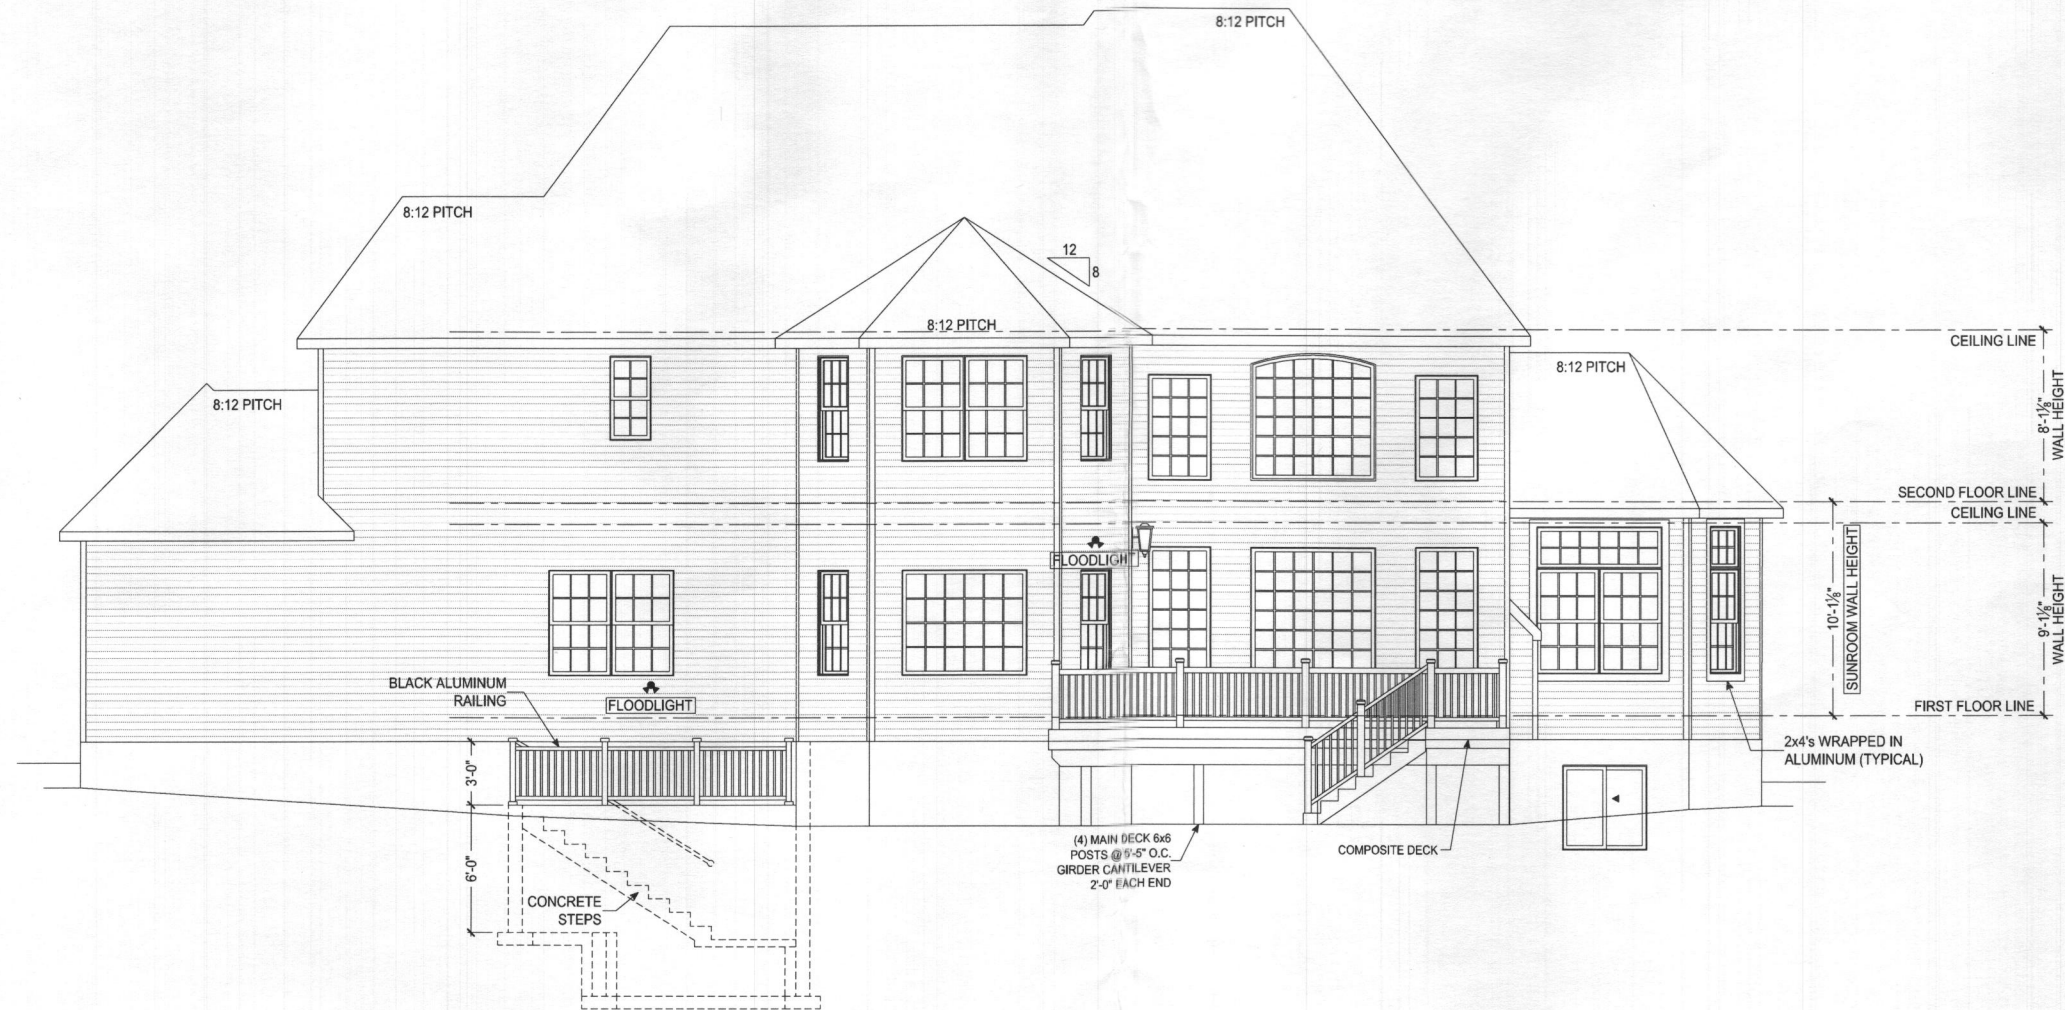 8:12 PITCH
8:12 PITCH
12
8
8:12 PITCH
8:12 PITCH
8:12 PITCH
CEILING LINE
8'-1⅛"
WALL HEIGHT
SECOND FLOOR LINE
CEILING LINE
FLOODLIGHT
10'-1⅛"
SUNROOM WALL HEIGHT
9'-1⅛"
WALL HEIGHT
BLACK ALUMINUM
RAILING
FLOODLIGHT
FIRST FLOOR LINE
2x4's WRAPPED IN
ALUMINUM (TYPICAL)
3'-0"
6'-0"
(4) MAIN DECK 6x6
POSTS @ 5'-5" O.C.
GIRDER CANTILEVER
2'-0" EACH END
COMPOSITE DECK
CONCRETE
STEPS